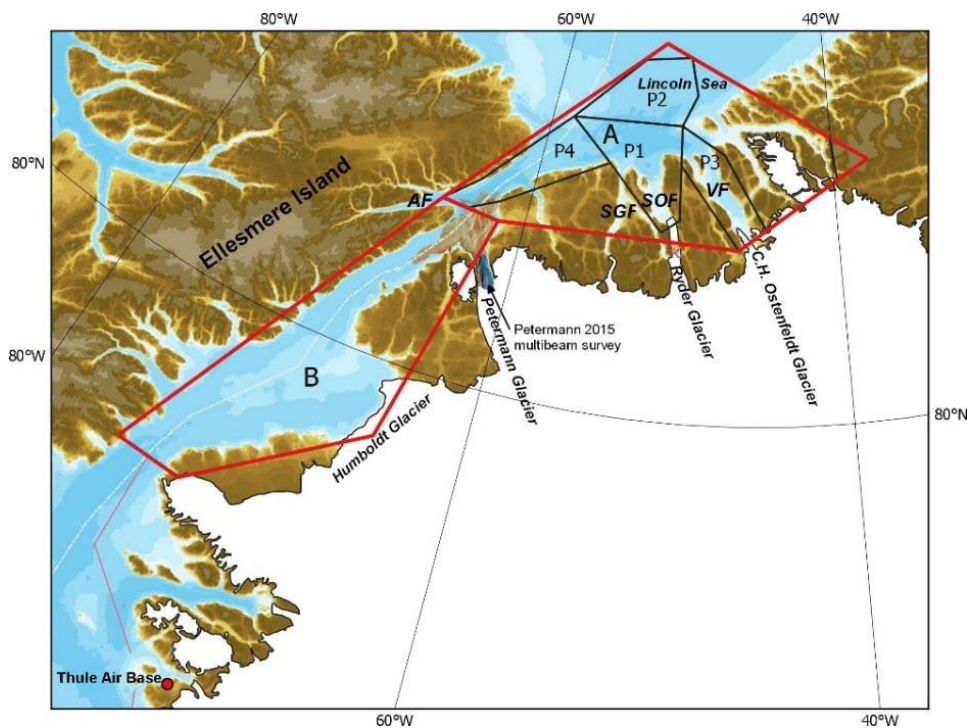 80°W
60°W
40°W
Lincoln Sea
P2
A
P4
P1
P3
80°N
VF
AF
SOF
SGF
Ellesmere Island
C.H. Ostenfeldt Glacier
Ryder Glacier
Petermann Glacier
Petermann 2015
multibeam survey
80°W
B
80°N
Humboldt Glacier
Thule Air Base
60°W
40°W